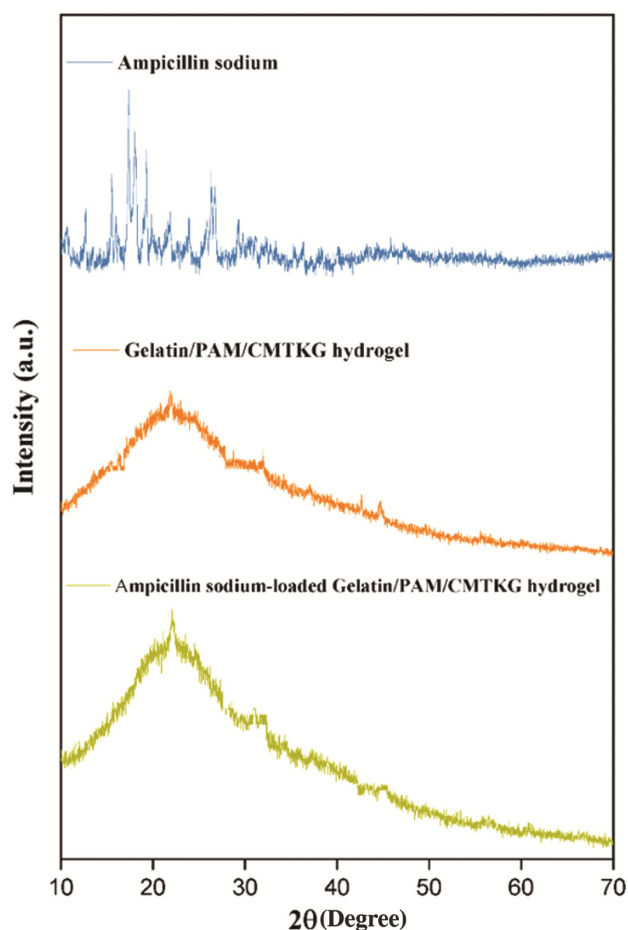 Ampicillin sodium
Gelatin/PAM/CMTKG hydrogel
Intensity (a.u.)
Ampicillin sodium-loaded Gelatin/PAM/CMTKG hydrogel
10 20 30 40 50 60 70
2θ (Degree)